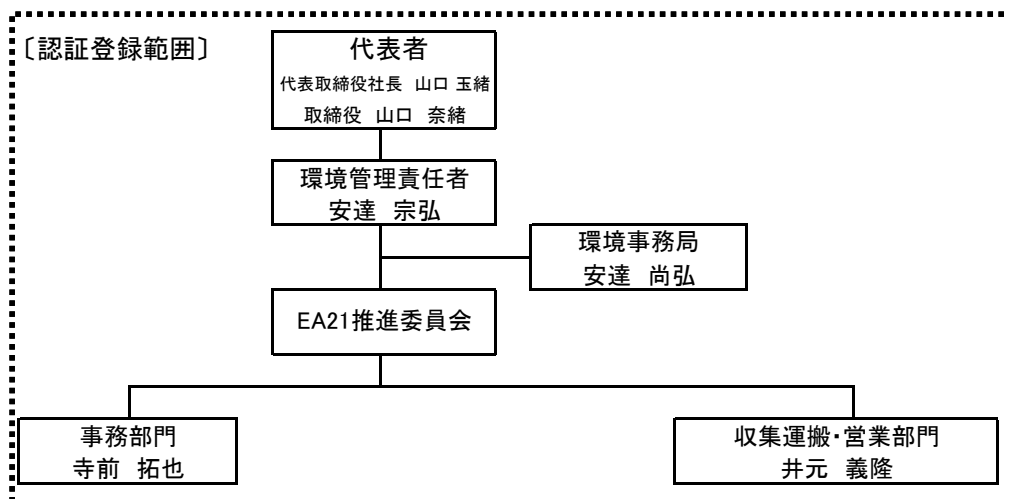 〔認証登録範囲〕
代表者
代表取締役社長 山口 玉緒
取締役 山口 奈緒
環境管理責任者
安達 宗弘
環境事務局
安達 尚弘
EA21推進委員会
事務部門
寺前 拓也
収集運搬・営業部門
井元 義隆